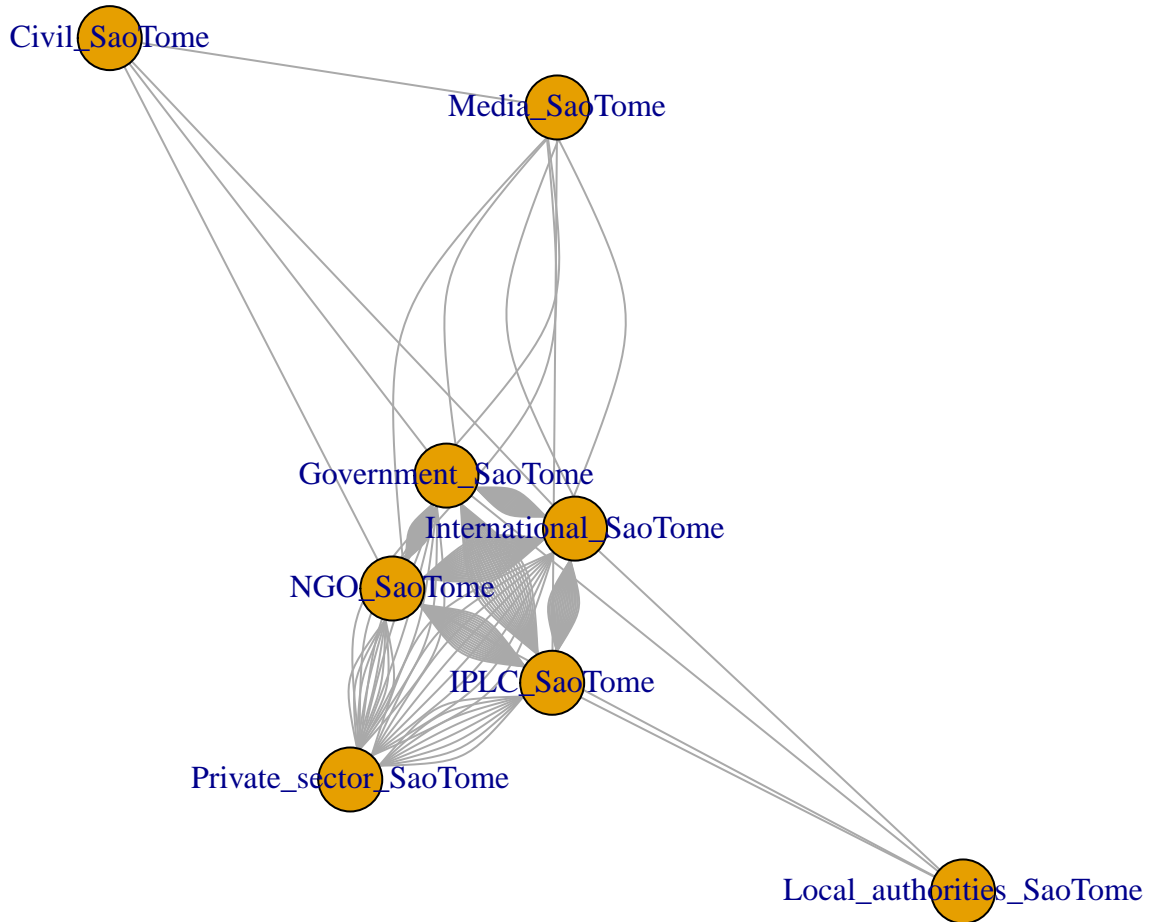 Civil_SaoTome
Media_SaoTome
Government_SaoTome
International_SaoTome
NGO_SaoTome
IPLC_SaoTome
Private_sector_SaoTome
Local_authorities_SaoTome